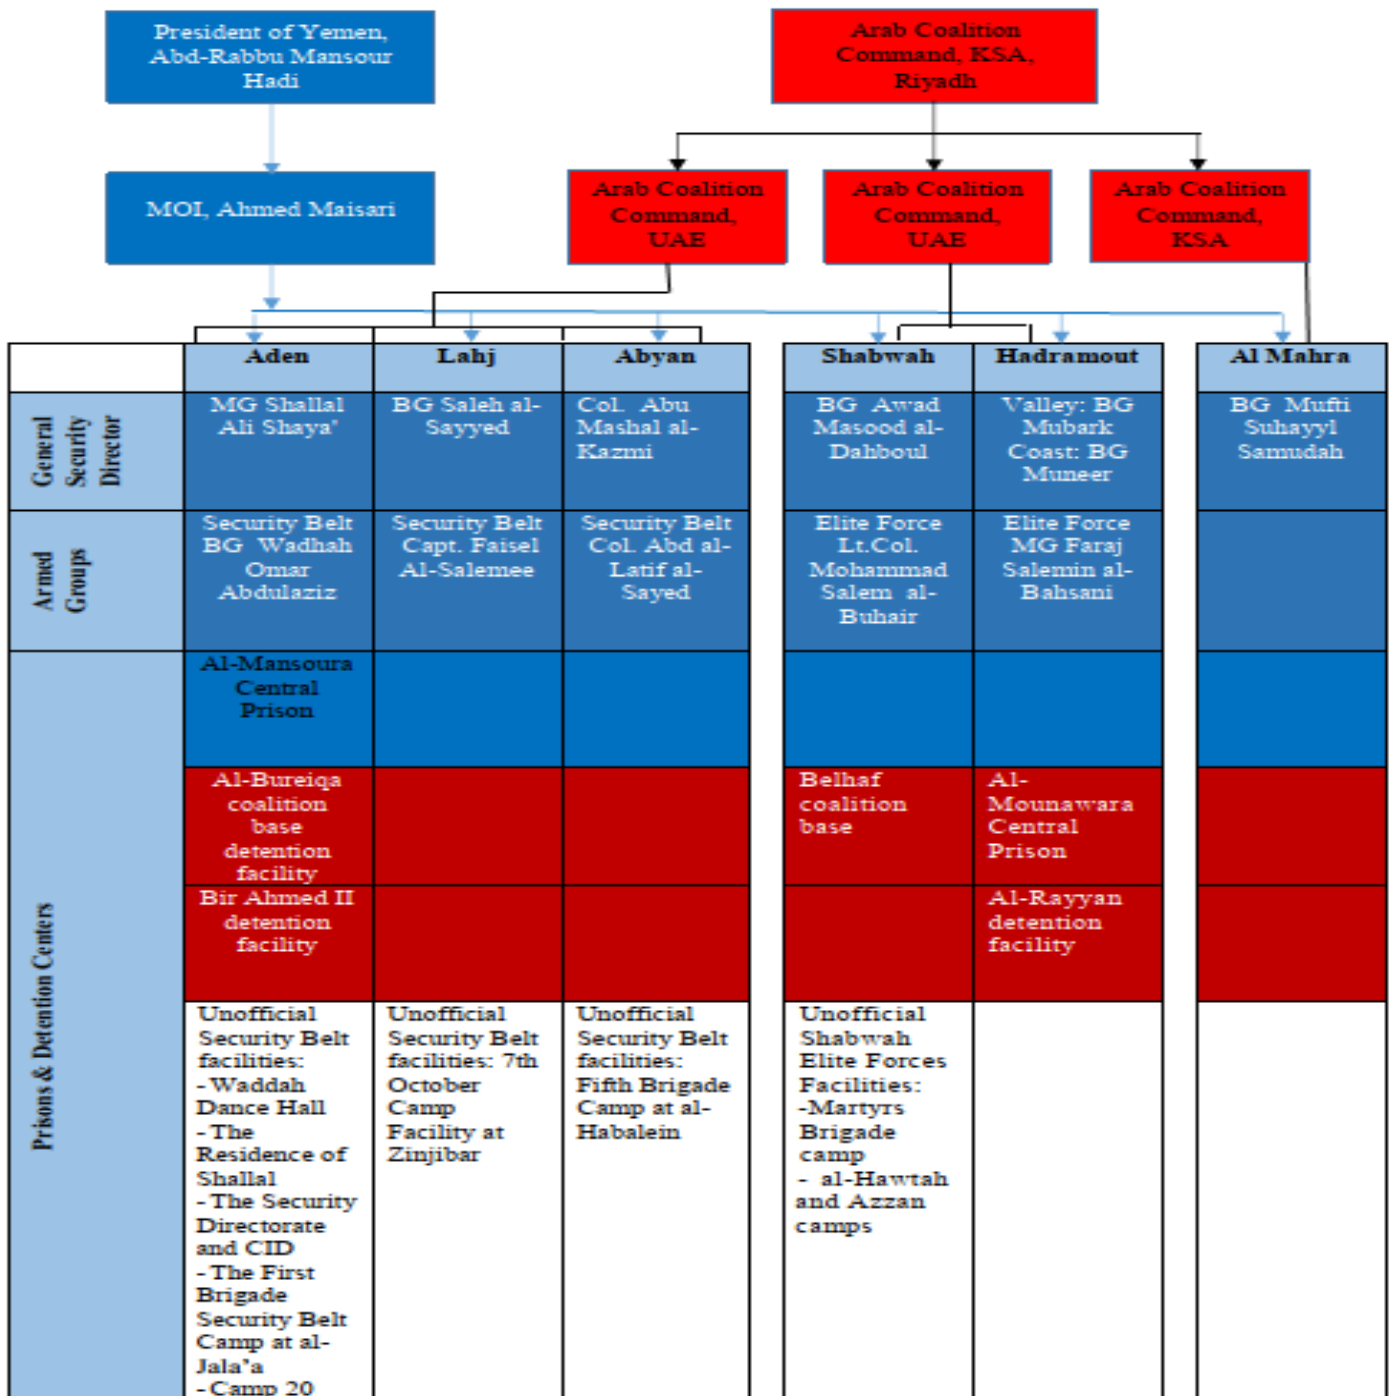 President of Yemen,
Abd-Rabbu Mansour
Hadi
Arab Coalition
Command, KSA,
Riyadh
MOI, Ahmed Maisari
Arab Coalition
Command,
UAE
Arab Coalition
Command,
UAE
Arab Coalition
Command,
KSA
Aden
Lahj
Abyan
Shabwah
Hadramout
Al Mahra
General
Security
Director
MG Shallal
Ali Shaya'
BG Saleh al-
Sayyed
Col. Abu
Mashal al-
Kazmi
BG Awad
Masood al-
Dahboul
Valley: BG
Mubark
Coast: BG
Muneer
BG Mufti
Suhayyl
Samudah
Armed
Groups
Security Belt
BG Wadhah
Omar
Abdulaziz
Security Belt
Capt. Faisel
Al-Salemee
Security Belt
Col. Abd al-
Latif al-
Sayed
Elite Force
Lt.Col.
Mohammad
Salem al-
Buhair
Elite Force
MG Faraj
Salemin al-
Bahsani
Prisons & Detention Centers
Al-Mansoura
Central
Prison
Al-Bureiqa
coalition
base
detention
facility
Belhaf
coalition
base
Al-
Mounawara
Central
Prison
Bir Ahmed II
detention
facility
Al-Rayyan
detention
facility
Unofficial
Security Belt
facilities:
- Waddah
Dance Hall
- The
Residence of
Shallal
- The Security
Directorate
and CID
- The First
Brigade
Security Belt
Camp at al-
Jala’a
- Camp 20
Unofficial
Security Belt
facilities: 7th
October
Camp
Facility at
Zinjibar
Unofficial
Security Belt
facilities:
Fifth Brigade
Camp at al-
Habalein
Unofficial
Shabwah
Elite Forces
Facilities:
-Martyrs
Brigade
camp
- al-Hawtah
and Azzan
camps